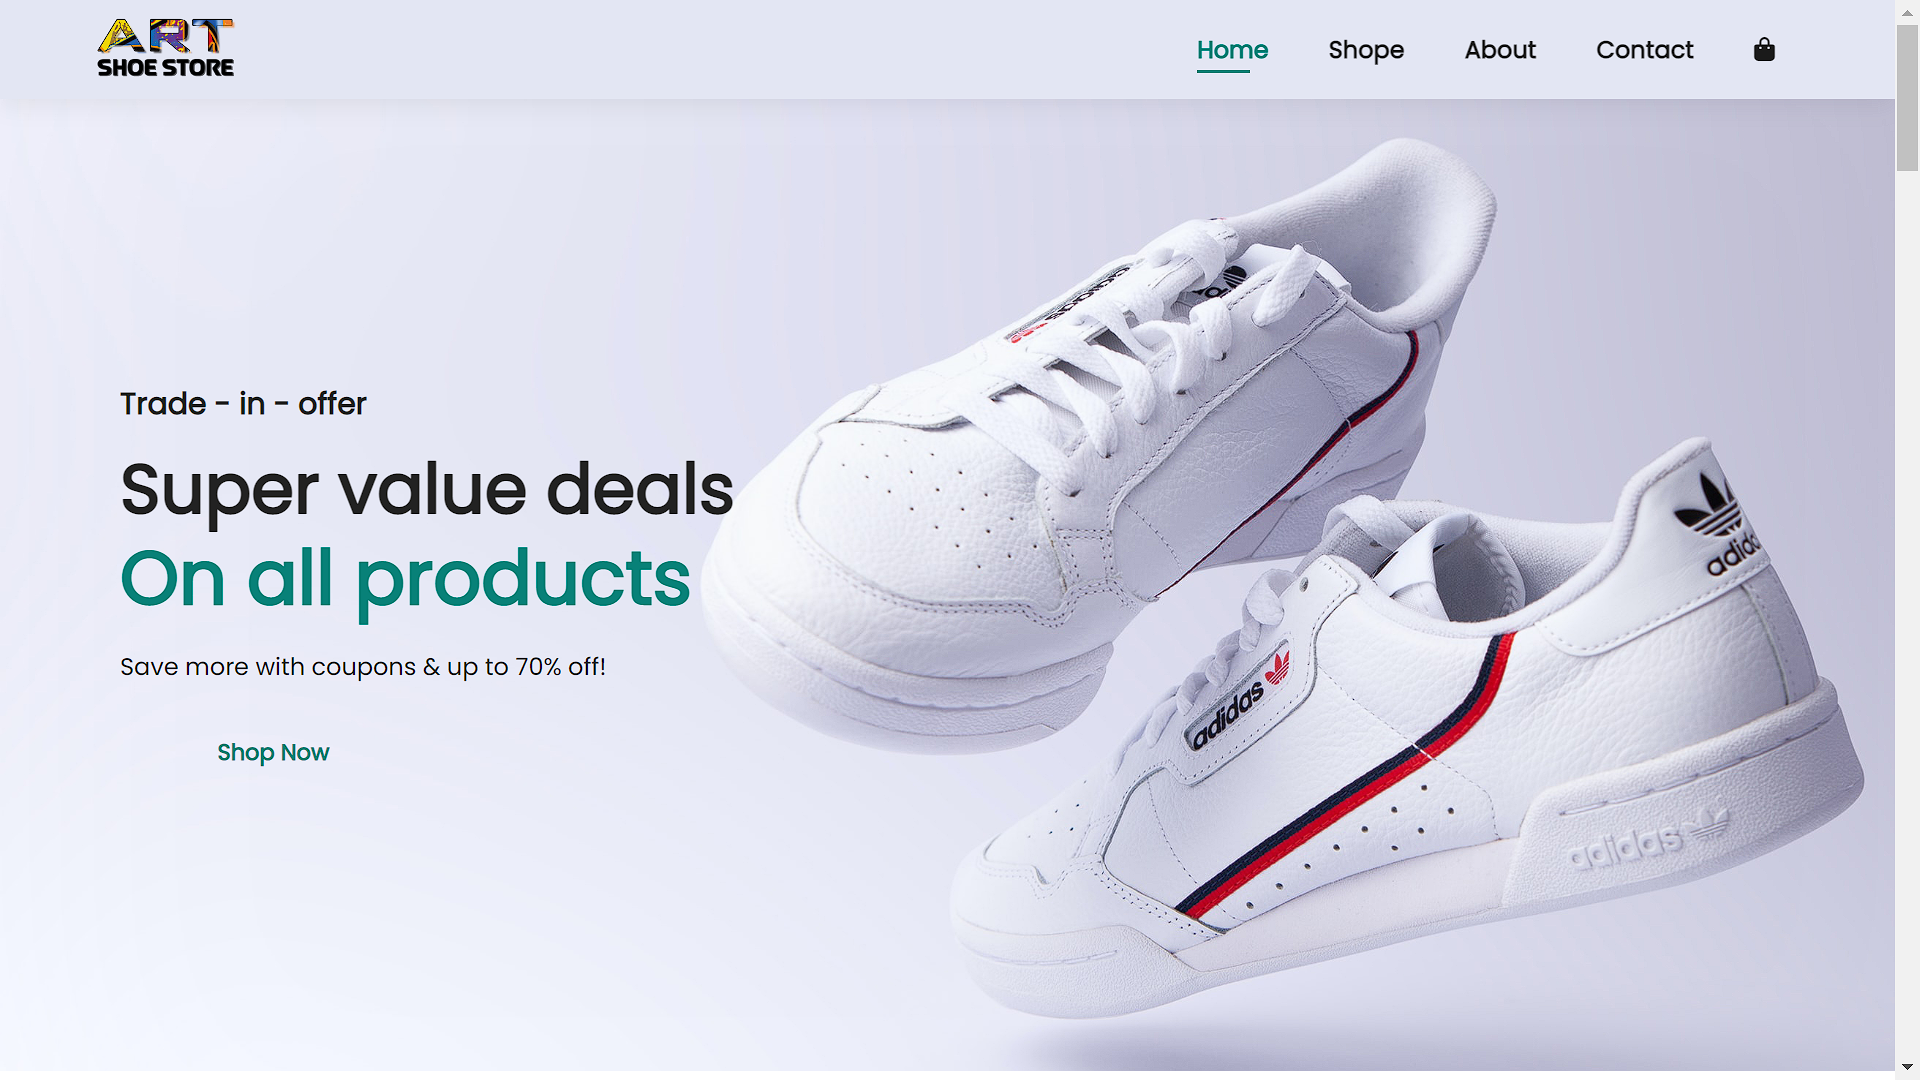 ART
SHOE STORE
Home
Shope
About
Contact
Trade - in - offer
Super value deals
On all products
Save more with coupons & up to 70% off!
Shop Now
adidas
adidas
adidas